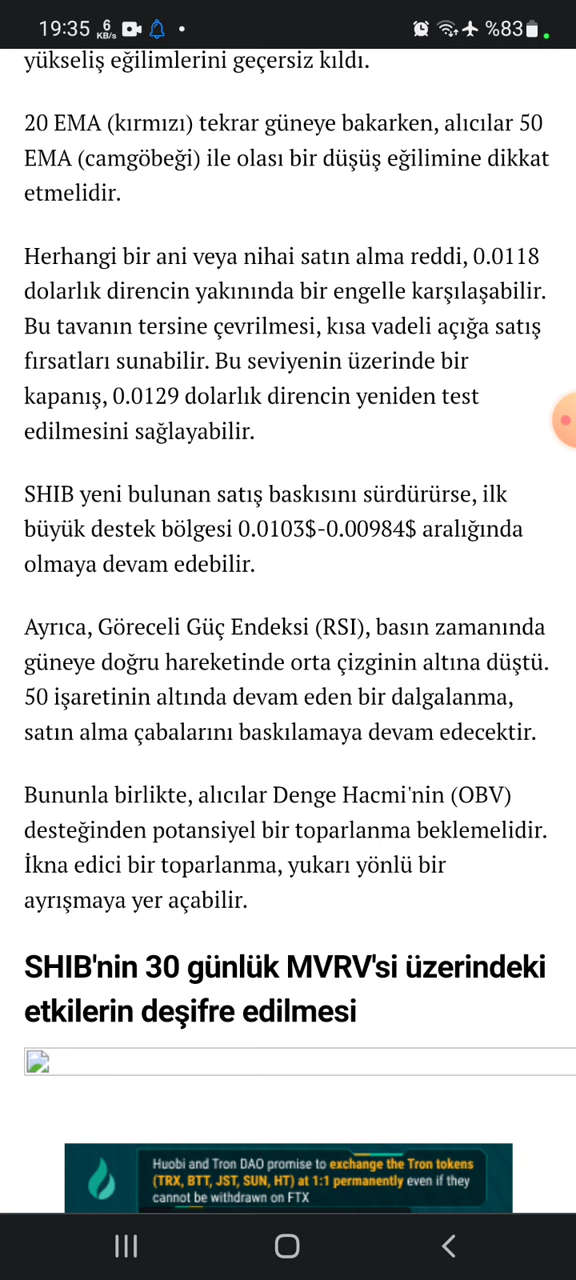 19:35 6 KB/s %83
yükseliş eğilimlerini geçersiz kıldı.
20 EMA (kırmızı) tekrar güneye bakarken, alıcılar 50
EMA (camgöbeği) ile olası bir düşüş eğilimine dikkat
etmelidir.
Herhangi bir ani veya nihai satın alma reddi, 0.0118
dolarlık direncin yakınında bir engelle karşılaşabilir.
Bu tavanın tersine çevrilmesi, kısa vadeli açığa satış
fırsatları sunabilir. Bu seviyenin üzerinde bir
kapanış, 0.0129 dolarlık direncin yeniden test
edilmesini sağlayabilir.
SHIB yeni bulunan satış baskısını sürdürürse, ilk
büyük destek bölgesi 0.0103$-0.00984$ aralığında
olmaya devam edebilir.
Ayrıca, Göreceli Güç Endeksi (RSI), basın zamanında
güneye doğru hareketinde orta çizginin altına düştü.
50 işaretinin altında devam eden bir dalgalanma,
satın alma çabalarını baskılamaya devam edecektir.
Bununla birlikte, alıcılar Denge Hacmi'nin (OBV)
desteğinden potansiyel bir toparlanma beklemelidir.
İkna edici bir toparlanma, yukarı yönlü bir
ayrışmaya yer açabilir.
SHIB'nin 30 günlük MVRV'si üzerindeki
etkilerin deşifre edilmesi
Huobi and Tron DAO promise to exchange the Tron tokens
(TRX, BTT, JST, SUN, HT) at 1:1 permanently even if they
cannot be withdrawn on FTX